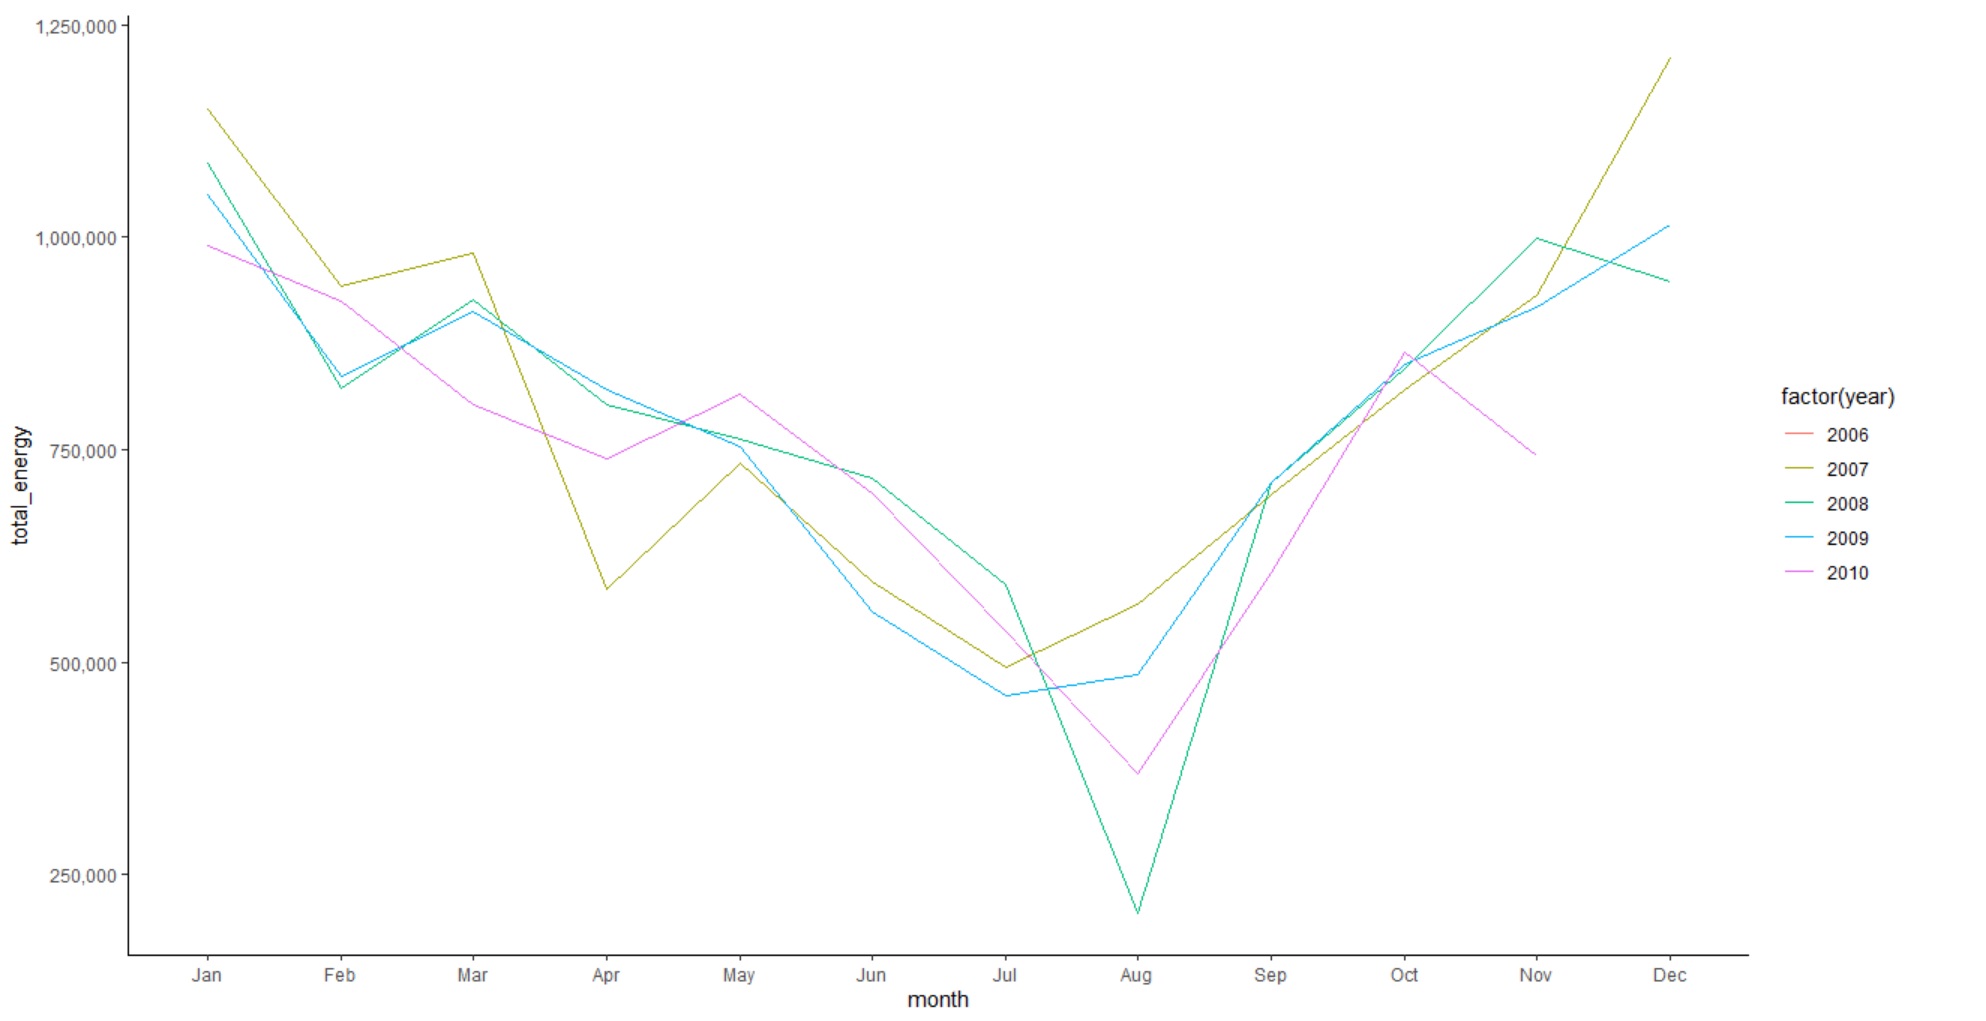 1,250,000
1,000,000
750,000
500,000
250,000
total_energy
Jan Feb Mar Apr May Jun Jul Aug Sep Oct Nov Dec
month
factor(year)
2006
2007
2008
2009
2010